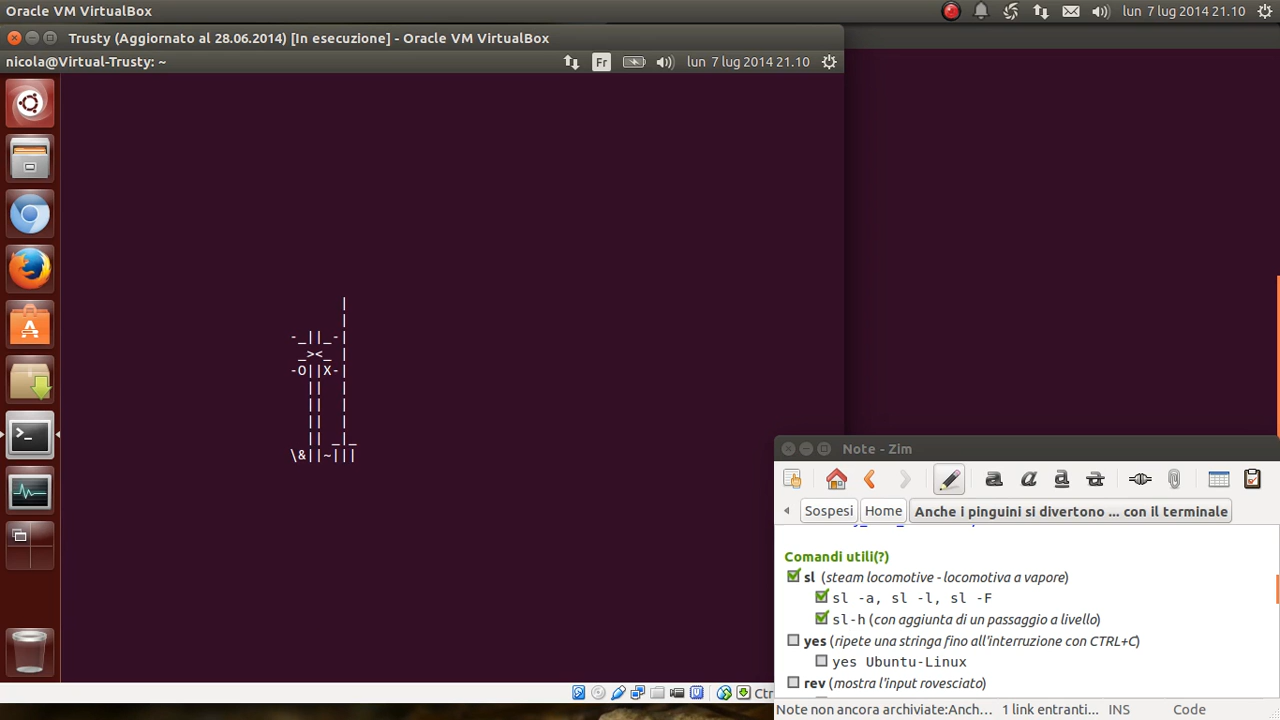 Oracle VM VirtualBox
lun 7 lug 2014 21.10
Trusty (Aggiornato al 28.06.2014) [In esecuzione] - Oracle VM VirtualBox
nicola@Virtual-Trusty: ~
Fr
lun 7 lug 2014 21.10
      |
      |
-_||_-|
 _><_ |
-O||X-|
  ||  |
  ||  |
  ||  |
  || _|_
\&||~|||
Ctr
Note - Zim
Sospesi Home Anche i pinguini si divertono ... con il terminale
Comandi utili(?)
sl (steam locomotive - locomotiva a vapore)
sl -a, sl -l, sl -F
sl-h (con aggiunta di un passaggio a livello)
yes (ripete una stringa fino all'interruzione con CTRL+C)
yes Ubuntu-Linux
rev (mostra l'input rovesciato)
Note non ancora archiviate:Anch... 1 link entranti... INS Code